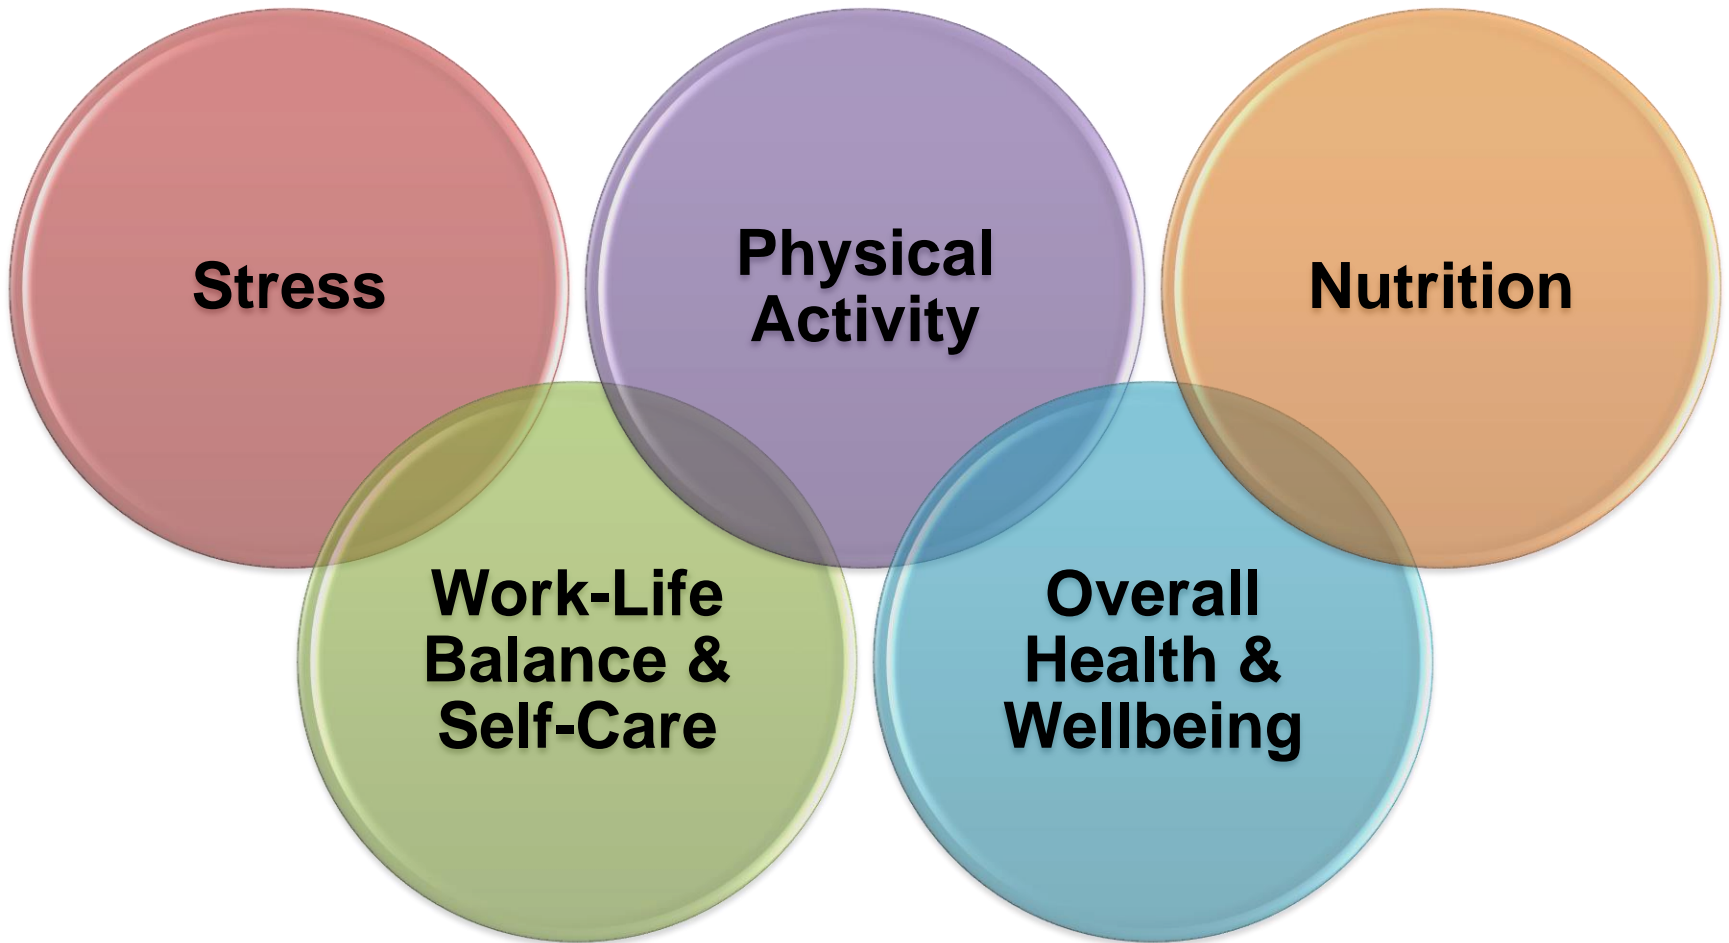 Stress
Physical
Activity
Nutrition
Work-Life
Balance &
Self-Care
Overall
Health &
Wellbeing